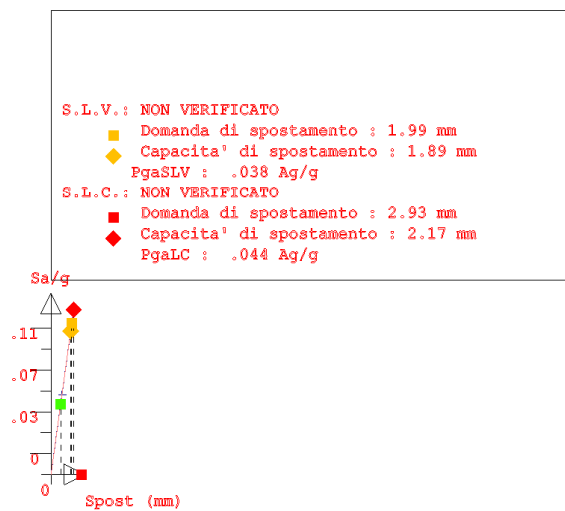 S.L.V.: NON VERIFICATO
Domanda di spostamento : 1.99 mm
Capacita' di spostamento : 1.89 mm
PgaSLV : .038 Ag/g
S.L.C.: NON VERIFICATO
Domanda di spostamento : 2.93 mm
Capacita' di spostamento : 2.17 mm
PgaLC : .044 Ag/g
Sa/g
.11
.07
.03
0
0
Spost (mm)